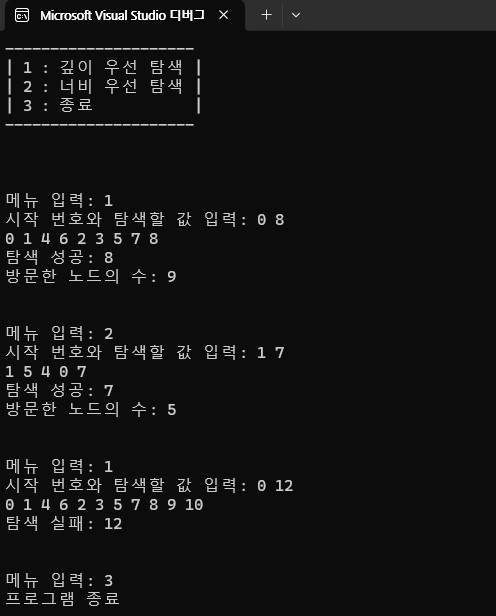 Microsoft Visual Studio 디버그
---------------------
| 1 : 깊이 우선 탐색 |
| 2 : 너비 우선 탐색 |
| 3 : 종료 |
---------------------
메뉴 입력: 1
시작 번호와 탐색할 값 입력: 0 8
0 1 4 6 2 3 5 7 8
탐색 성공: 8
방문한 노드의 수: 9
메뉴 입력: 2
시작 번호와 탐색할 값 입력: 1 7
1 5 4 0 7
탐색 성공: 7
방문한 노드의 수: 5
메뉴 입력: 1
시작 번호와 탐색할 값 입력: 0 12
0 1 4 6 2 3 5 7 8 9 10
탐색 실패: 12
메뉴 입력: 3
프로그램 종료